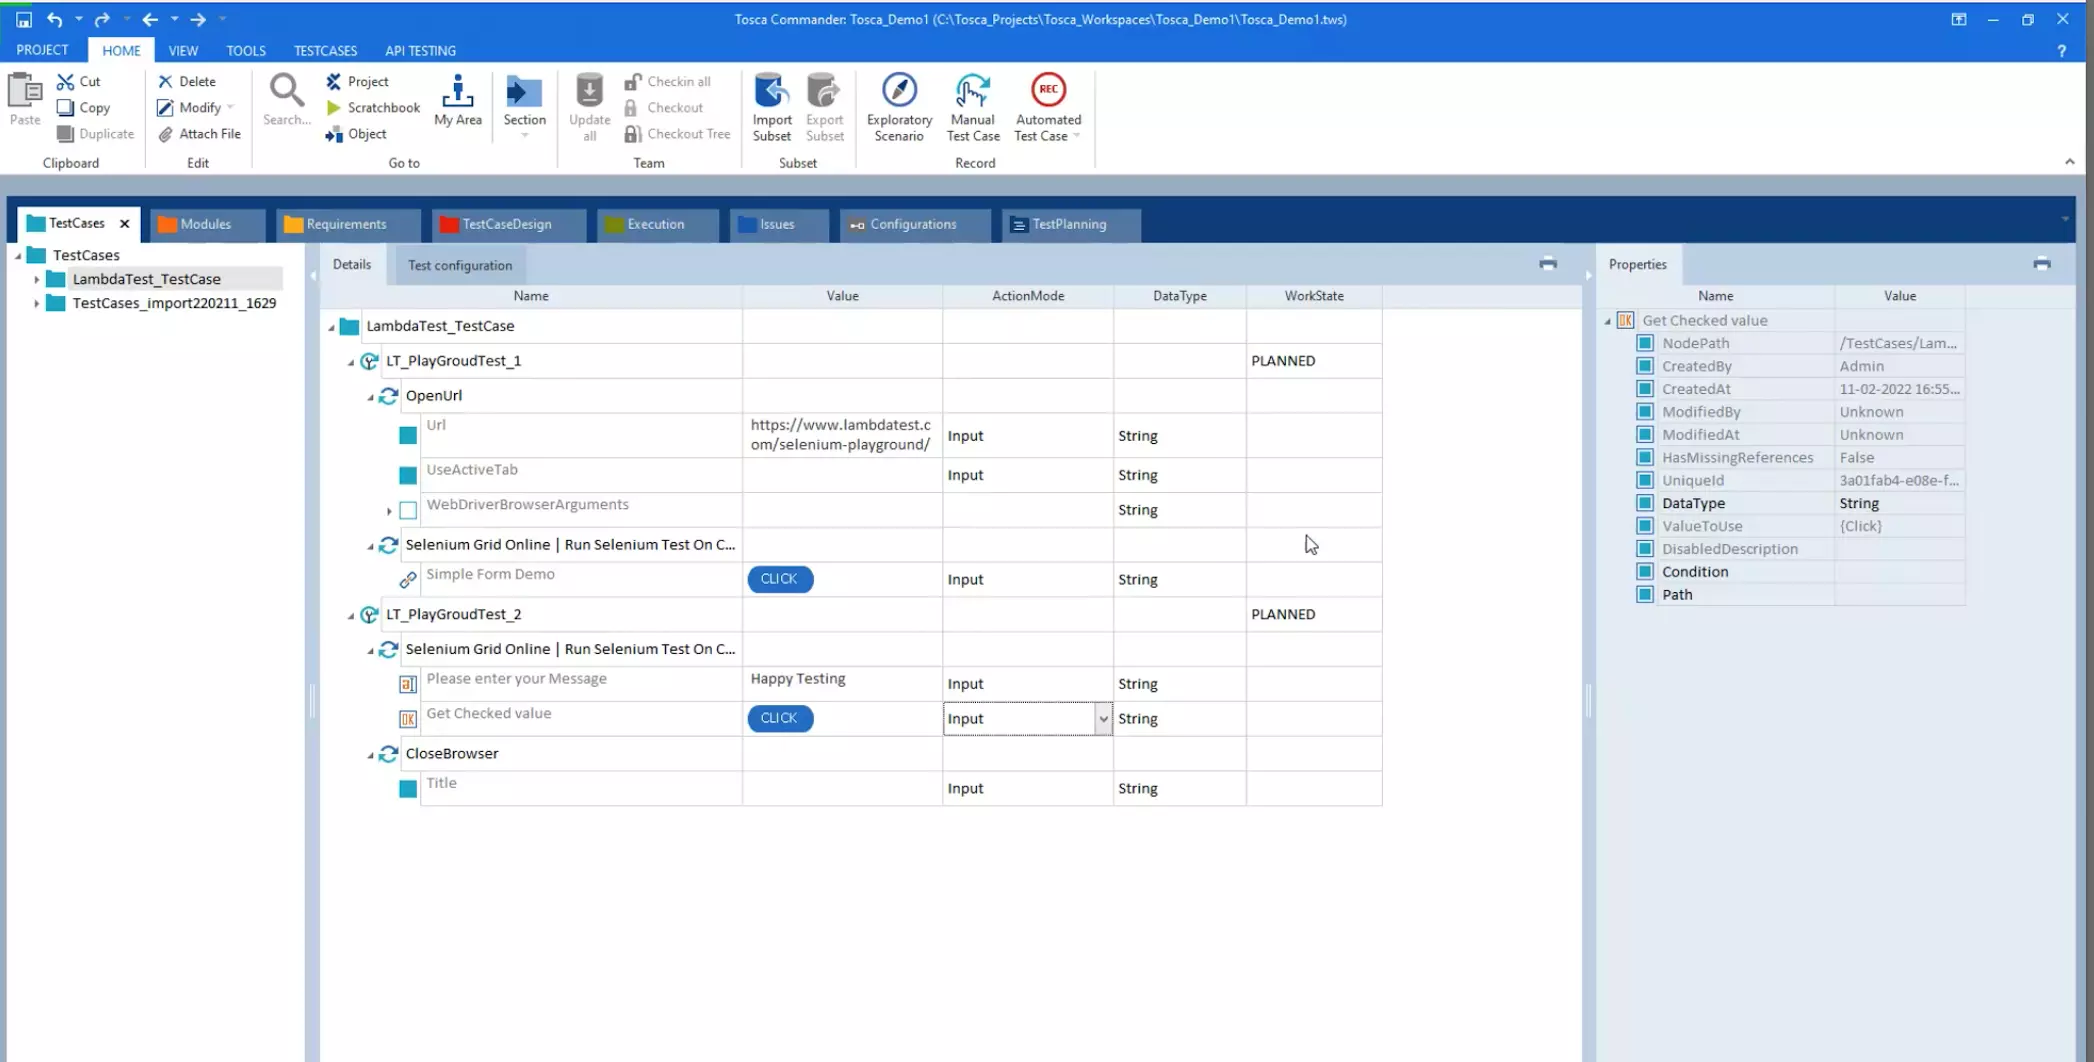 Tosca Commander: Tosca_Demo1 (C:\Tosca_Projects\Tosca_Workspaces\Tosca_Demo1\Tosca_Demo1.tws)
PROJECT HOME VIEW TOOLS TESTCASES API TESTING ?
Paste
Cut
Copy
Duplicate
Clipboard
Delete
Modify
Attach File
Edit
Search...
Project
Scratchbook
Object
My Area
Go to
Section
Update all
Checkin all
Checkout
Checkout Tree
Team
Import Subset
Export Subset
Subset
Exploratory Scenario
Manual Test Case
REC
Automated Test Case
Record
TestCases Modules Requirements TestCaseDesign Execution Issues Configurations TestPlanning
TestCases
LambdaTest_TestCase
TestCases_import220211_1629
Details Test configuration
Name Value ActionMode DataType WorkState
LambdaTest_TestCase
LT_PlayGroudTest_1 PLANNED
OpenUrl
Url https://www.lambdatest.c
om/selenium-playground/ Input String
UseActiveTab Input String
WebDriverBrowserArguments String
Selenium Grid Online | Run Selenium Test On C...
Simple Form Demo CLICK Input String
LT_PlayGroudTest_2 PLANNED
Selenium Grid Online | Run Selenium Test On C...
Please enter your Message Happy Testing Input String
OK Get Checked value CLICK Input String
CloseBrowser
Title Input String
Properties
Name Value
OK Get Checked value
NodePath /TestCases/Lam...
CreatedBy Admin
CreatedAt 11-02-2022 16:55...
ModifiedBy Unknown
ModifiedAt Unknown
HasMissingReferences False
UniqueId 3a01fab4-e08e-f...
DataType String
ValueToUse {Click}
DisabledDescription
Condition
Path